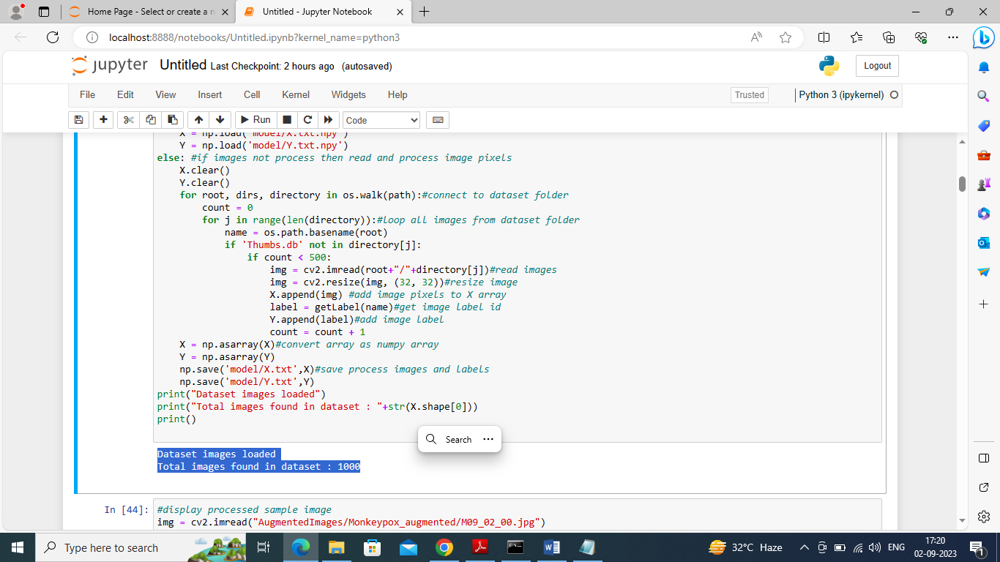 Home Page - Select or create a n
Untitled - Jupyter Notebook
localhost:8888/notebooks/Untitled.ipynb?kernel_name=python3
jupyter Untitled Last Checkpoint: 2 hours ago (autosaved)
Logout
File Edit View Insert Cell Kernel Widgets Help
Trusted
Python 3 (ipykernel)
Run
Code
X = np.load('model/X.txt.npy')
Y = np.load('model/Y.txt.npy')
else: #if images not process then read and process image pixels
X.clear()
Y.clear()
for root, dirs, directory in os.walk(path):#connect to dataset folder
count = 0
for j in range(len(directory)):#loop all images from dataset folder
name = os.path.basename(root)
if 'Thumbs.db' not in directory[j]:
if count < 500:
img = cv2.imread(root+"/"+directory[j])#read images
img = cv2.resize(img, (32, 32))#resize image
X.append(img) #add image pixels to X array
label = getLabel(name)#get image label id
Y.append(label)#add image label
count = count + 1
X = np.asarray(X)#convert array as numpy array
Y = np.asarray(Y)
np.save('model/X.txt',X)#save process images and labels
np.save('model/Y.txt',Y)
print("Dataset images loaded")
print("Total images found in dataset : "+str(X.shape[0]))
print()
Search
Dataset images loaded
Total images found in dataset : 1000
In [44]: #display processed sample image
img = cv2.imread("AugmentedImages/Monkeypox_augmented/M09_02_00.jpg")
Type here to search
32°C Haze
ENG
17:20
02-09-2023
1